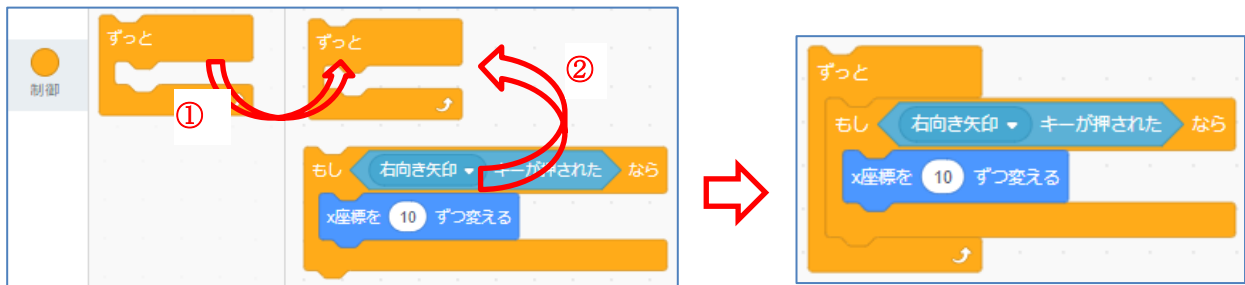 制御
ずっと
①
ずっと
②
もし 右向き矢印 キーが押された なら
x座標を 10 ずつ変える
ずっと
もし 右向き矢印 キーが押された なら
x座標を 10 ずつ変える